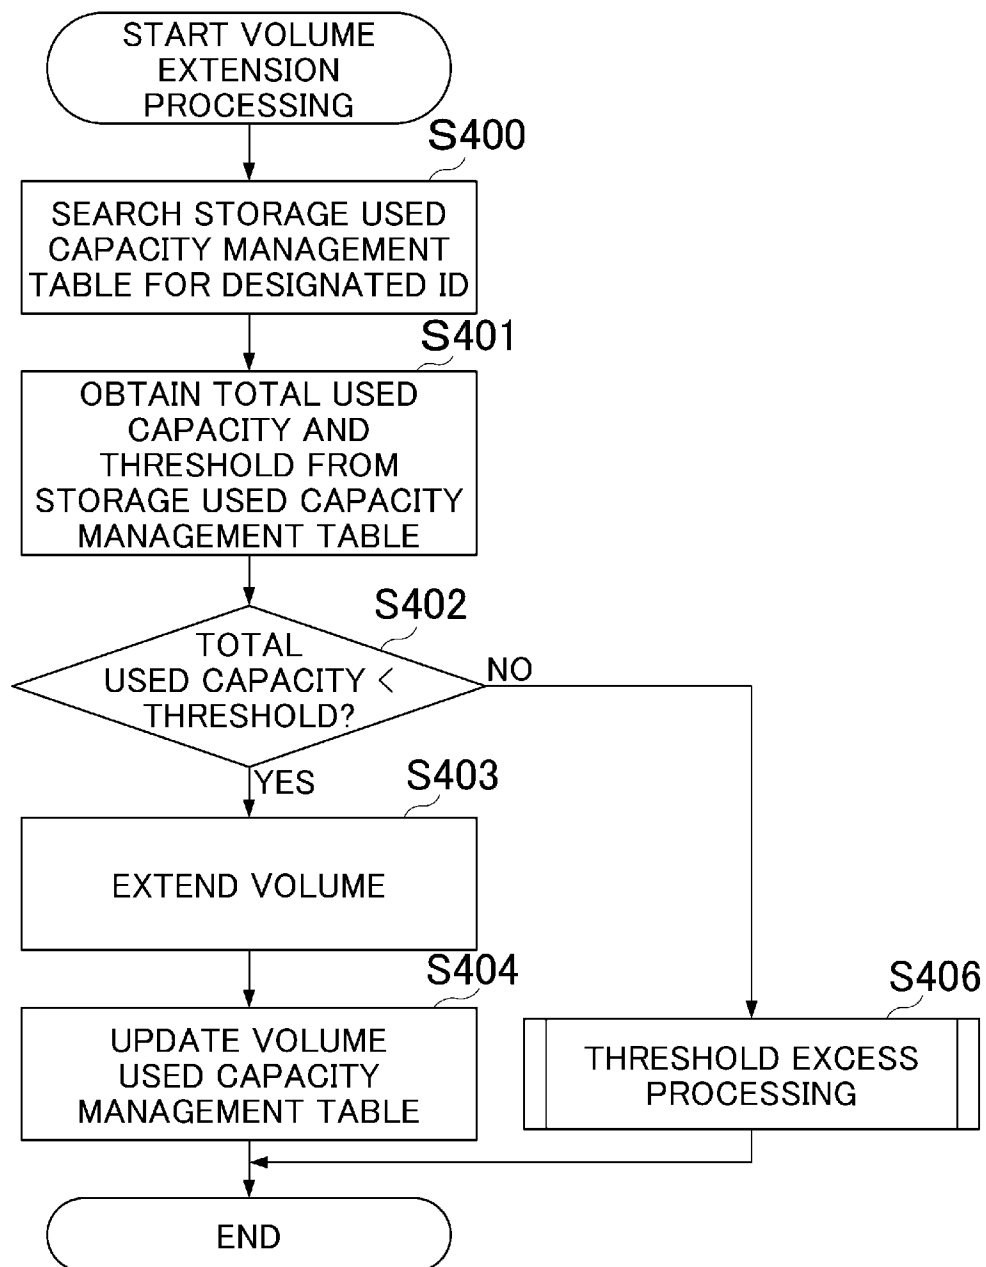 START VOLUME
EXTENSION
PROCESSING
S400
SEARCH STORAGE USED
CAPACITY MANAGEMENT
TABLE FOR DESIGNATED ID
S401
OBTAIN TOTAL USED
CAPACITY AND
THRESHOLD FROM
STORAGE USED CAPACITY
MANAGEMENT TABLE
S402
TOTAL
USED CAPACITY <
THRESHOLD?
NO
YES
S403
EXTEND VOLUME
S404
UPDATE VOLUME
USED CAPACITY
MANAGEMENT TABLE
S406
THRESHOLD EXCESS
PROCESSING
END